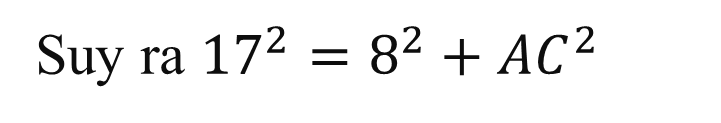 Suy ra 17² = 8² + AC²